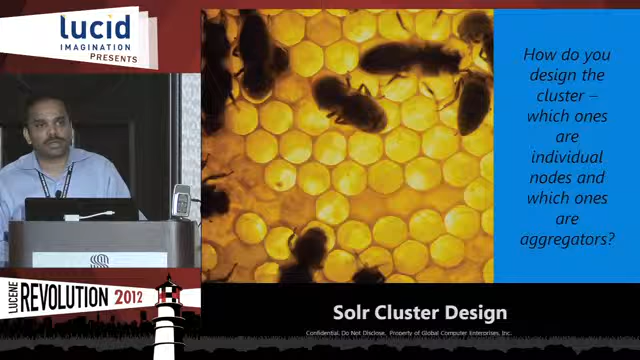 lucid
IMAGINATION
PRESENTS
How do you
design the
cluster –
which ones
are
individual
nodes and
which ones
are
aggregators?
LUCENE
REVOLUTION 2012
Solr Cluster Design
Confidential, Do Not Disclose, Property of Global Computer Enterprises, Inc.